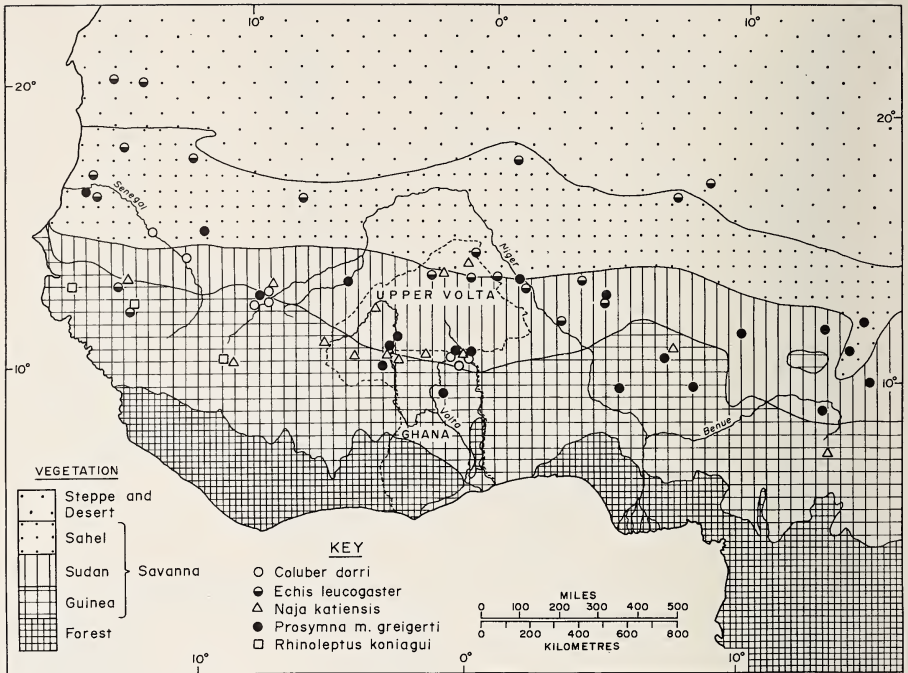 10° 0° 10°
20°
20°
Senegal
Niger
UPPER VOLTA
10°
10°
Benue
Volta
GHANA
VEGETATION
Steppe and
Desert
Sahel
Sudan
Savanna
Guinea
Forest
KEY
Coluber dorri
Echis leucogaster
Naja katiensis
Prosymna m. greigerti
Rhinoleptus koniagui
MILES
0 100 200 300 400 500
0 200 400 600 800
KILOMETRES
10° 0° 10°